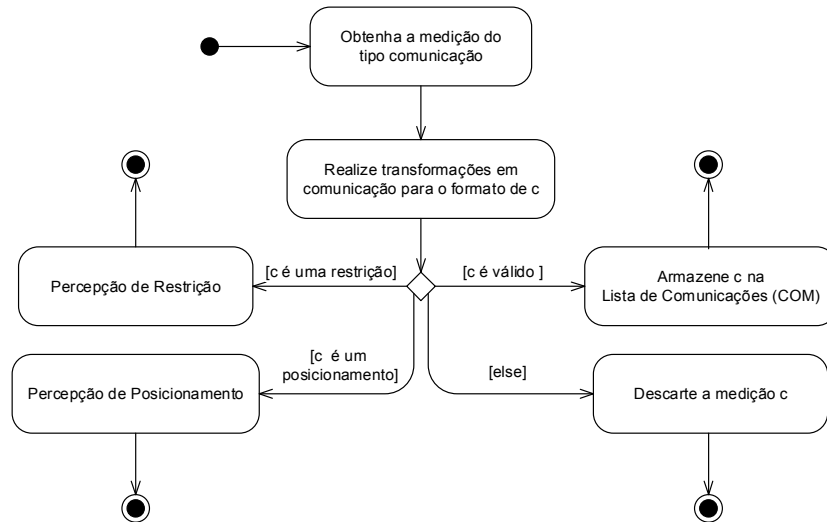 Obtenha a medição do
tipo comunicação
Realize transformações em
comunicação para o formato de c
[c é uma restrição]
[c é válido ]
Percepção de Restrição
Armazene c na
Lista de Comunicações (COM)
[c  é um
posicionamento]
[else]
Percepção de Posicionamento
Descarte a medição c